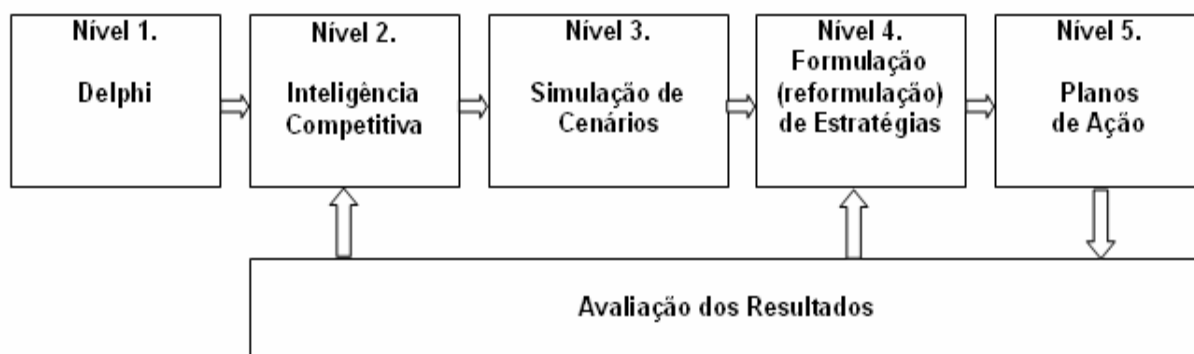 Nível 1.
Delphi
Nível 2.
Inteligência
Competitiva
Nível 3.
Simulação de
Cenários
Nível 4.
Formulação
(reformulação)
de Estratégias
Nível 5.
Planos
de Ação
Avaliação dos Resultados